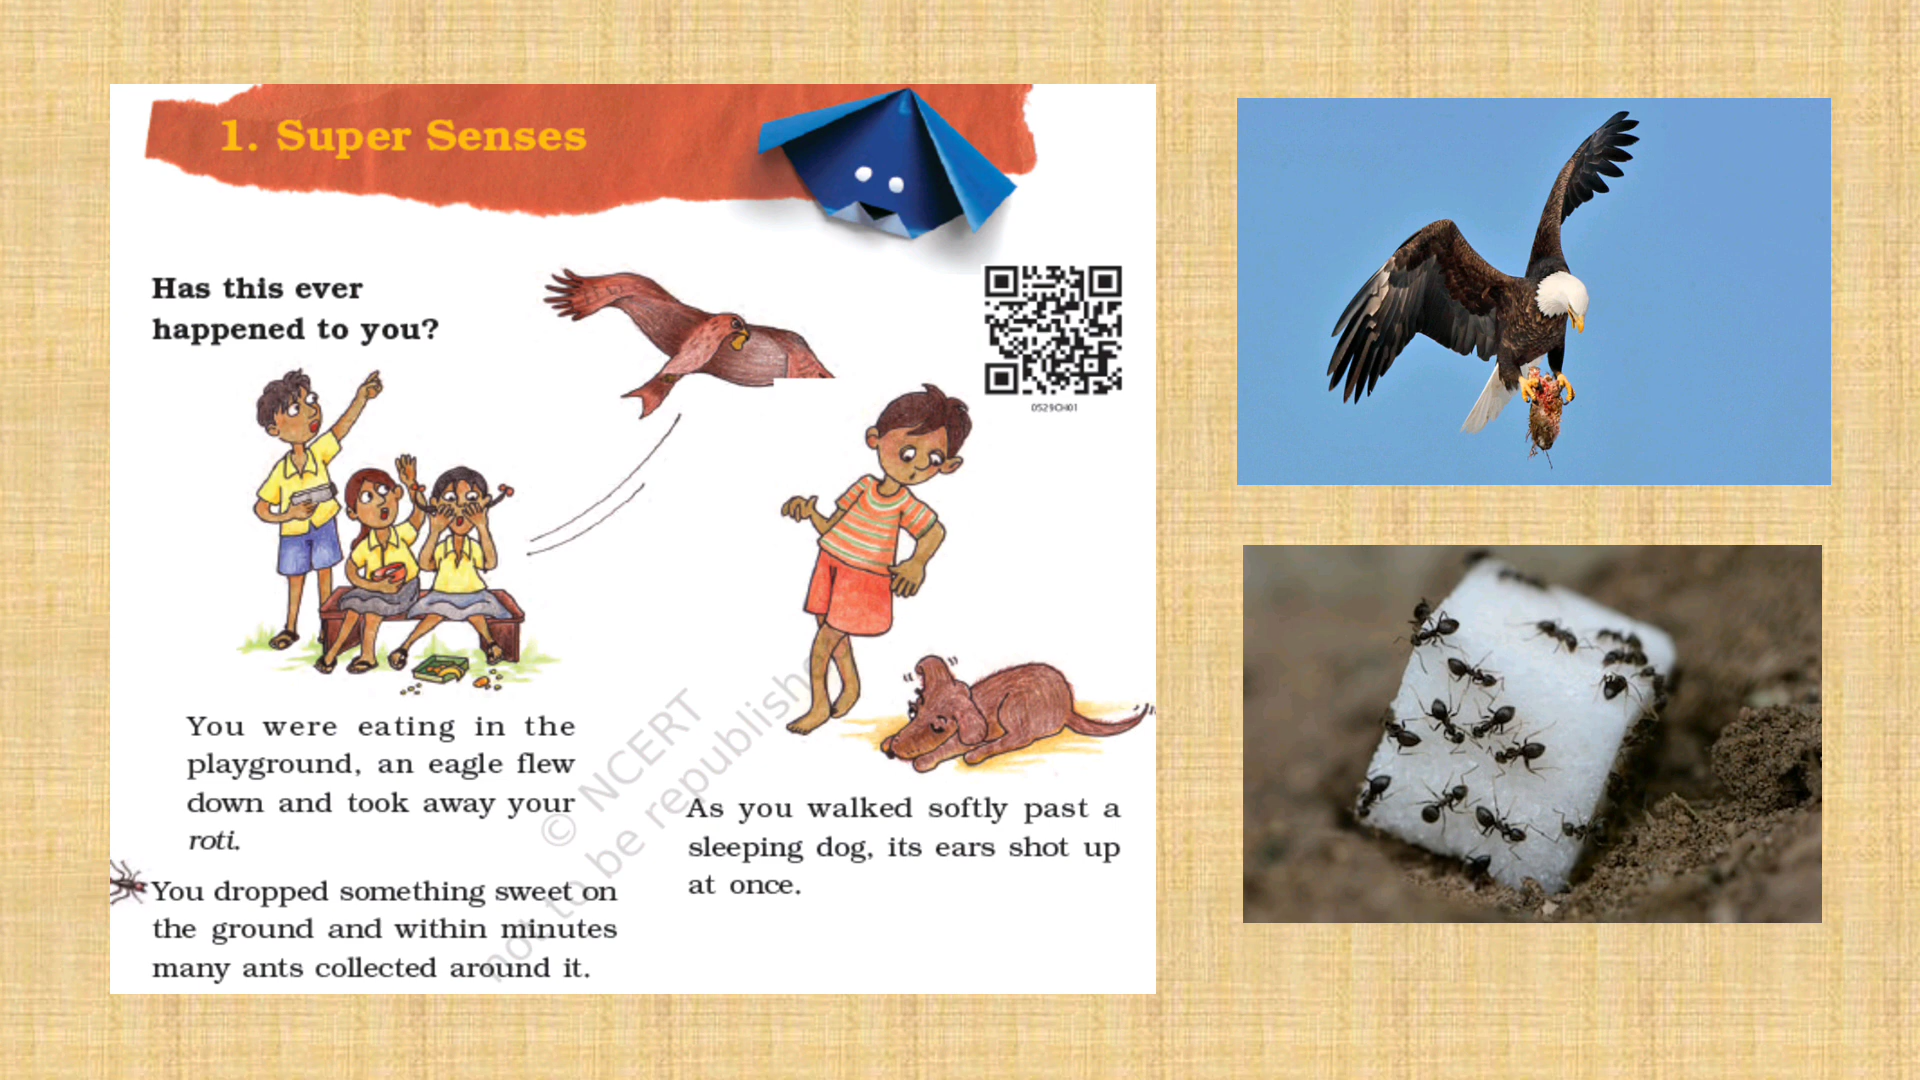 1. Super Senses
Has this ever
happened to you?
0529CH01
You were eating in the
playground, an eagle flew
down and took away your
roti.
As you walked softly past a
sleeping dog, its ears shot up
at once.
You dropped something sweet on
the ground and within minutes
many ants collected around it.
© NCERT
not to be republished